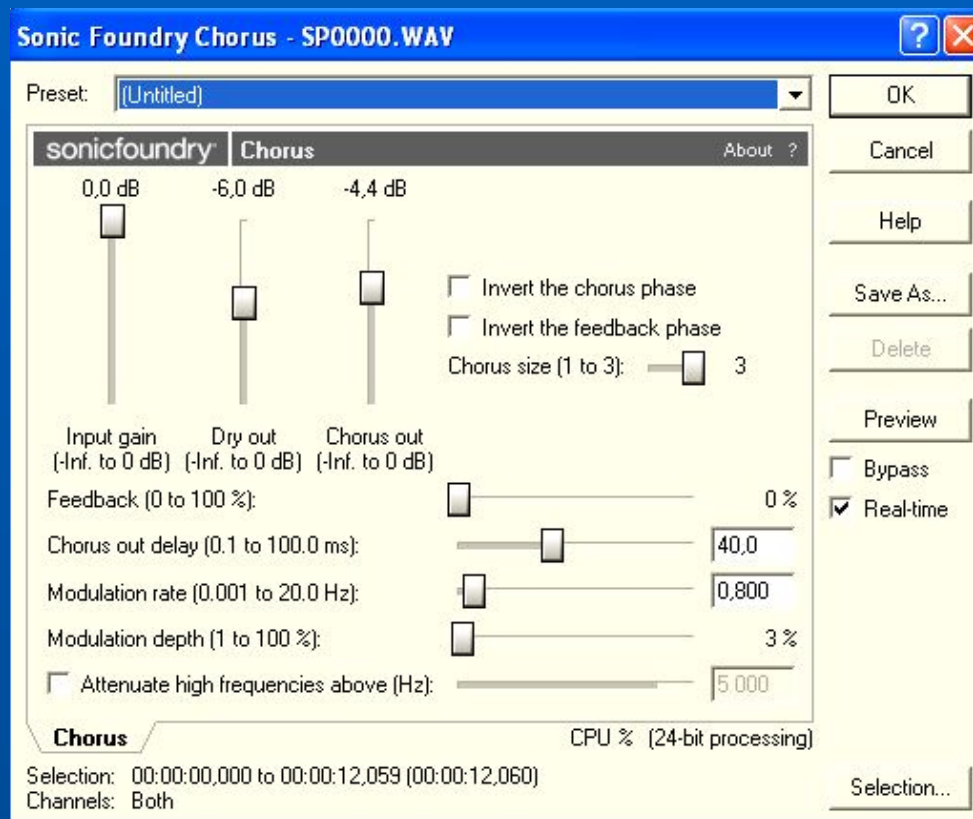 Sonic Foundry Chorus - SP0000.WAV
?
Preset: (Untitled)
OK
sonicfoundry Chorus About ?
Cancel
0,0 dB -6,0 dB -4,4 dB
Help
Invert the chorus phase
Save As...
Invert the feedback phase
Delete
Chorus size (1 to 3): 3
Preview
Input gain Dry out Chorus out
(-Inf. to 0 dB) (-Inf. to 0 dB) (-Inf. to 0 dB)
Bypass
Feedback (0 to 100 %): 0 %
Real-time
Chorus out delay (0.1 to 100.0 ms): 40,0
Modulation rate (0.001 to 20.0 Hz): 0,800
Modulation depth (1 to 100 %): 3 %
Attenuate high frequencies above (Hz): 5 000
Chorus CPU % (24-bit processing)
Selection: 00:00:00,000 to 00:00:12,059 (00:00:12,060)
Selection...
Channels: Both